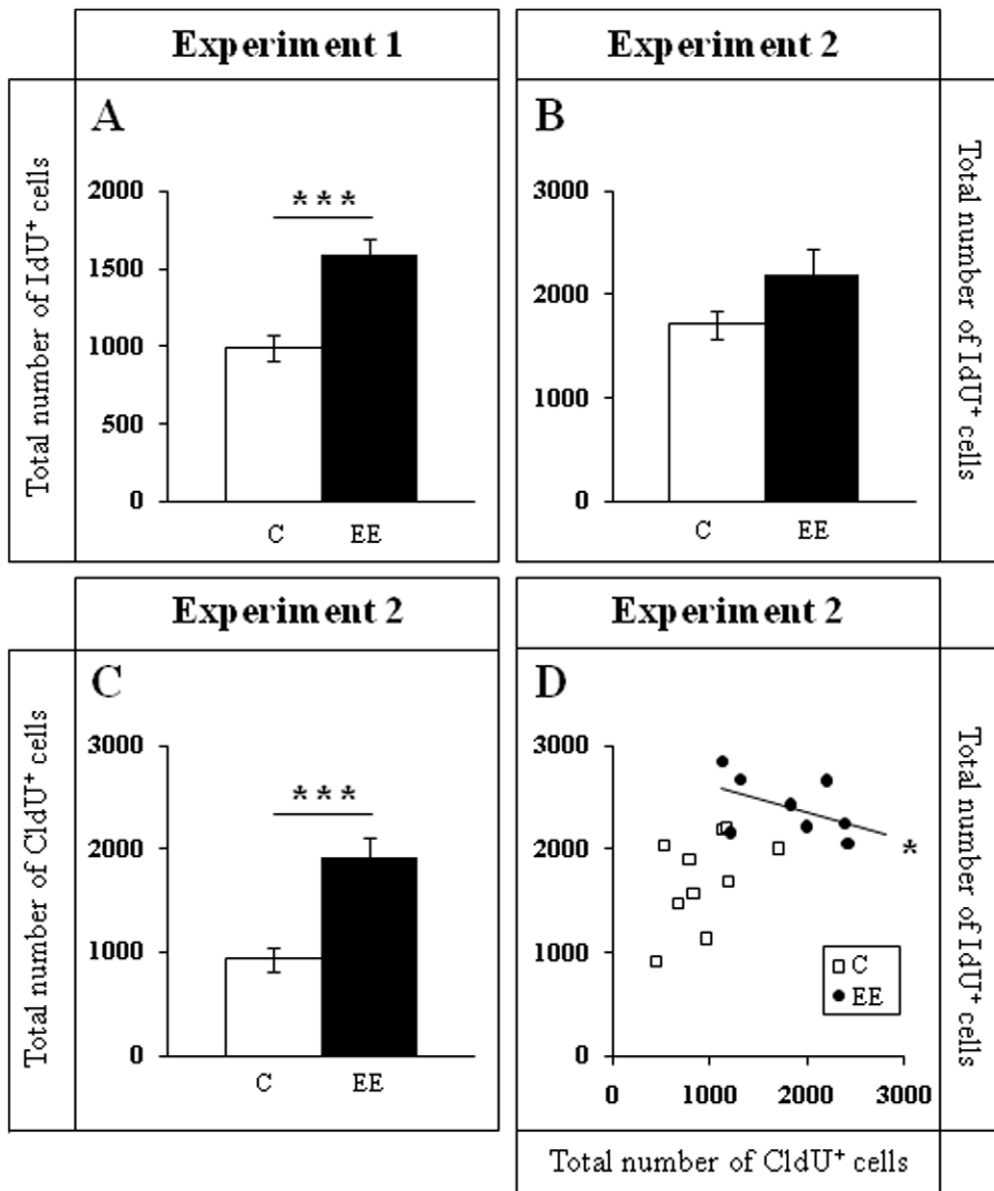 Experiment 1
Total number of IdU⁺ cells
A
2000
1500
1000
500
0
***
C EE
Experiment 2
B
3000
2000
1000
0
C EE
Total number of IdU⁺ cells
Experiment 2
Total number of CldU⁺ cells
C
3000
2000
1000
0
***
C EE
Experiment 2
D
3000
2000
1000
0
*
C
EE
0 1000 2000 3000
Total number of IdU⁺ cells
Total number of CldU⁺ cells